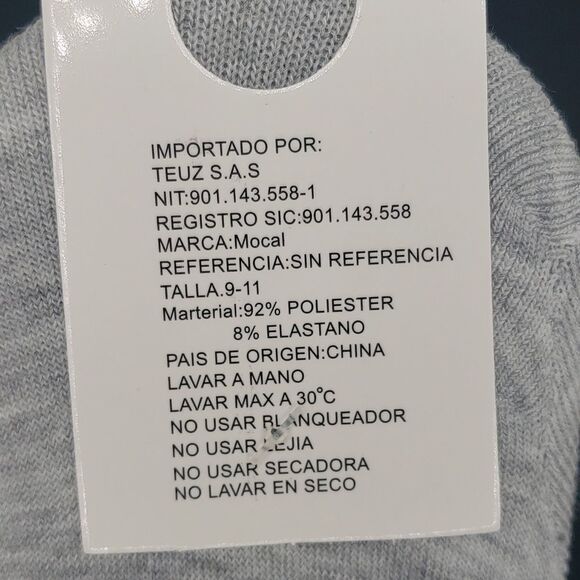 IMPORTADO POR:
TEUZ S.A.S
NIT:901.143.558-1
REGISTRO SIC:901.143.558
MARCA:Mocal
REFERENCIA:SIN REFERENCIA
TALLA.9-11
Marterial:92% POLIESTER
8% ELASTANO
PAIS DE ORIGEN:CHINA
LAVAR A MANO
LAVAR MAX A 30°C
NO USAR BLANQUEADOR
NO USAR LEJIA
NO USAR SECADORA
NO LAVAR EN SECO